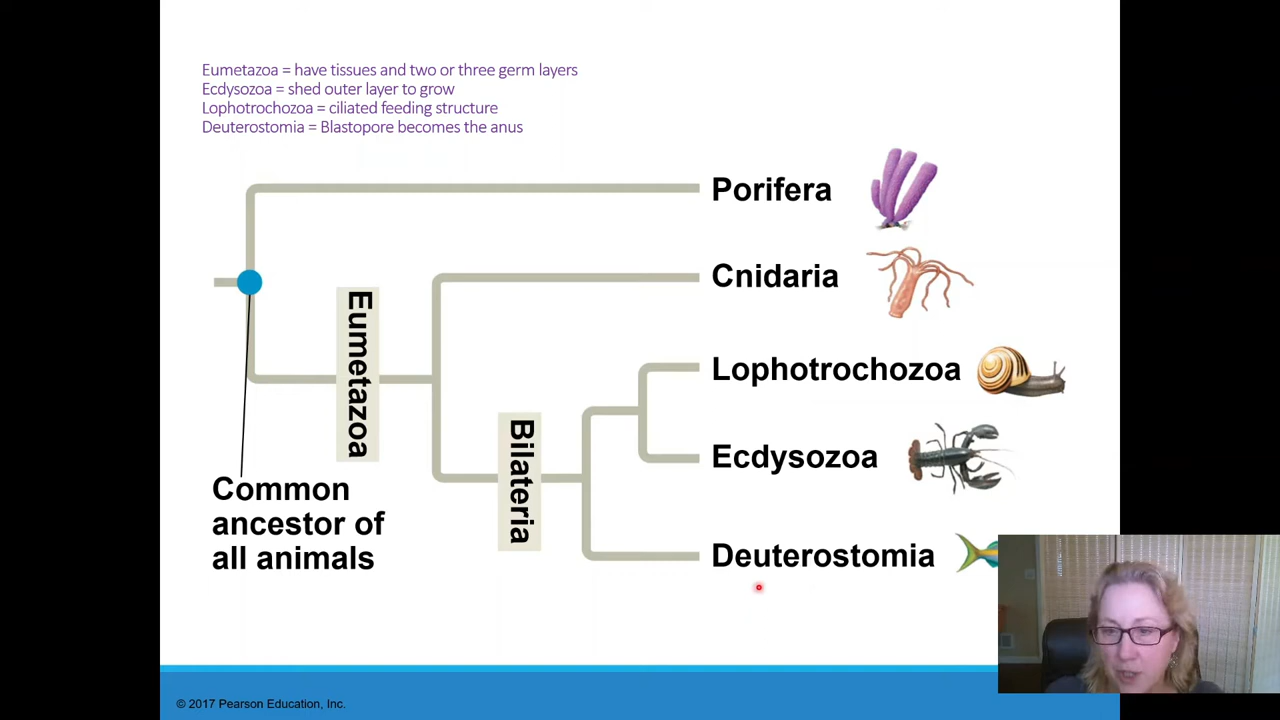 Eumetazoa = have tissues and two or three germ layers
Ecdysozoa = shed outer layer to grow
Lophotrochozoa = ciliated feeding structure
Deuterostomia = Blastopore becomes the anus
Porifera
Cnidaria
Eumetazoa
Lophotrochozoa
Bilateria
Ecdysozoa
Common
ancestor of
all animals
Deuterostomia
© 2017 Pearson Education, Inc.